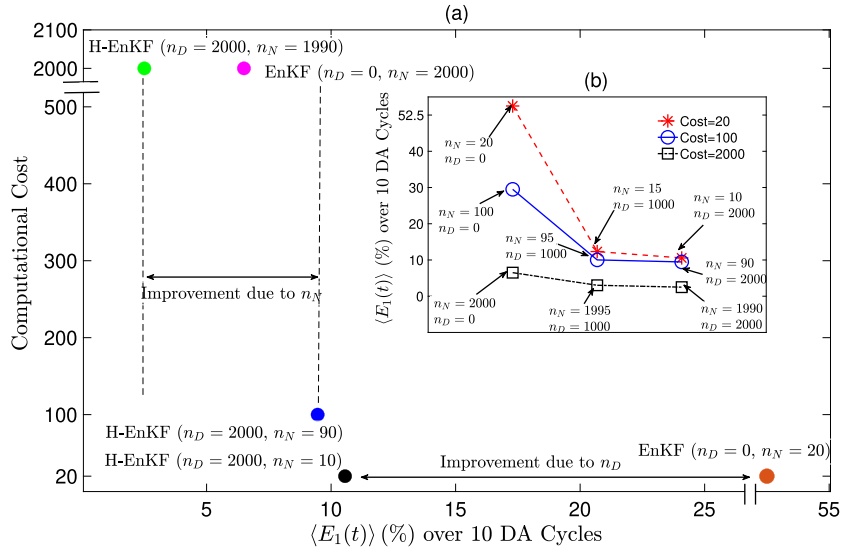 (a)
2100
2000
500
400
300
200
100
20
Computational Cost
H-EnKF (n_D = 2000, n_N = 1990)
EnKF (n_D = 0, n_N = 2000)
Improvement due to n_N
H-EnKF (n_D = 2000, n_N = 90)
H-EnKF (n_D = 2000, n_N = 10)
Improvement due to n_D
EnKF (n_D = 0, n_N = 20)
5
10
15
20
25
55
⟨E_1(t)⟩ (%) over 10 DA Cycles
(b)
52.5
40
30
20
10
0
⟨E_1(t)⟩ (%) over 10 DA Cycles
Cost=20
Cost=100
Cost=2000
n_N = 20
n_D = 0
n_N = 15
n_D = 1000
n_N = 10
n_D = 2000
n_N = 100
n_D = 0
n_N = 95
n_D = 1000
n_N = 90
n_D = 2000
n_N = 2000
n_D = 0
n_N = 1995
n_D = 1000
n_N = 1990
n_D = 2000